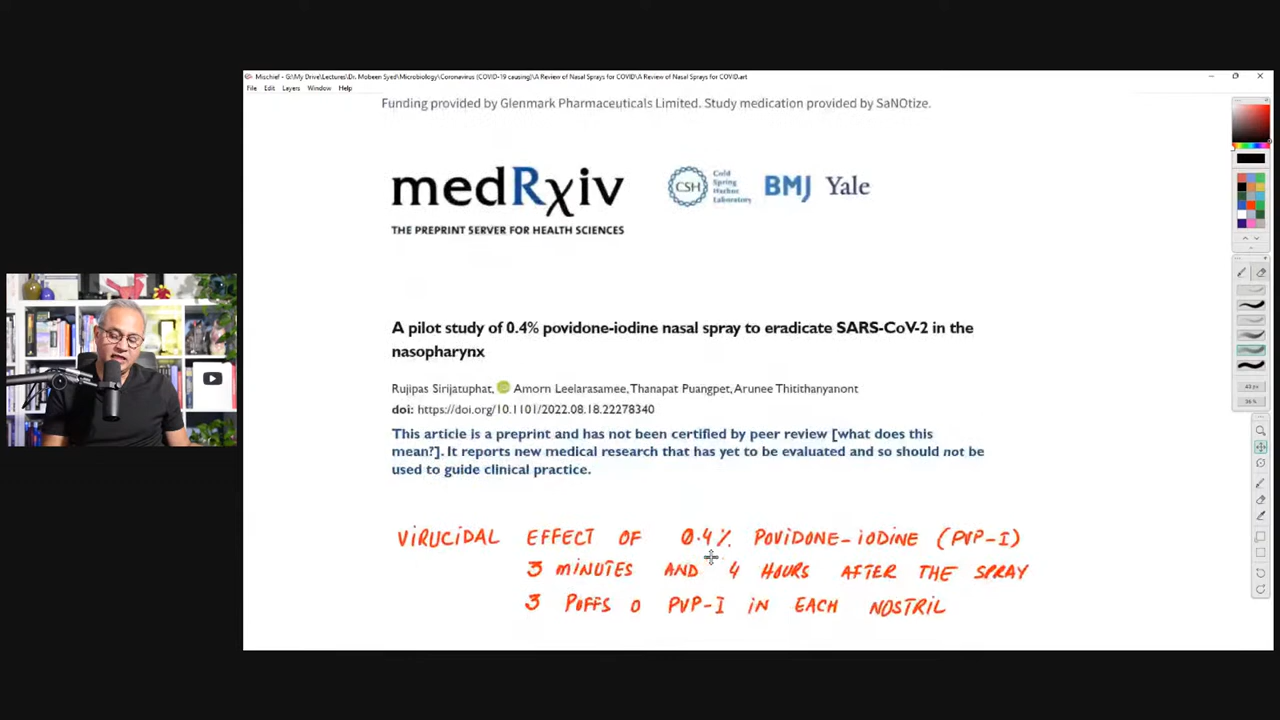 Mischief - G:\My Drive\Lectures\Dr. Mobeen Syed\Microbiology\Coronavirus (COVID-19 causing)\A Review of Nasal Sprays for COVID\A Review of Nasal Sprays for COVID.art
File Edit Layers Window Help
Funding provided by Glenmark Pharmaceuticals Limited. Study medication provided by SaNOtize.
medRxiv
THE PREPRINT SERVER FOR HEALTH SCIENCES
CSH Cold Spring Harbor Laboratory BMJ Yale
A pilot study of 0.4% povidone-iodine nasal spray to eradicate SARS-CoV-2 in the
nasopharynx
Rujipas Sirijatuphat, Amorn Leelarasamee, Thanapat Puangpet, Arunee Thitithanyanont
doi: https://doi.org/10.1101/2022.08.18.22278340
This article is a preprint and has not been certified by peer review [what does this
mean?]. It reports new medical research that has yet to be evaluated and so should not be
used to guide clinical practice.
VIRUCIDAL EFFECT OF 0.4% POVIDONE-IODINE (PVP-I)
3 MINUTES AND 4 HOURS AFTER THE SPRAY
3 PUFFS O PVP-I IN EACH NOSTRIL